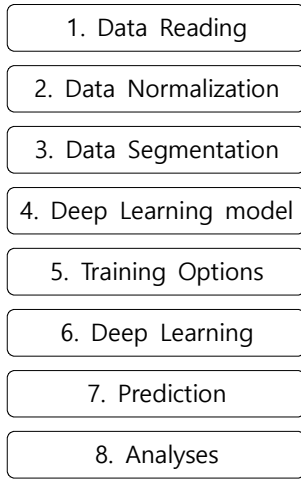 1. Data Reading
2. Data Normalization
3. Data Segmentation
4. Deep Learning model
5. Training Options
6. Deep Learning
7. Prediction
8. Analyses